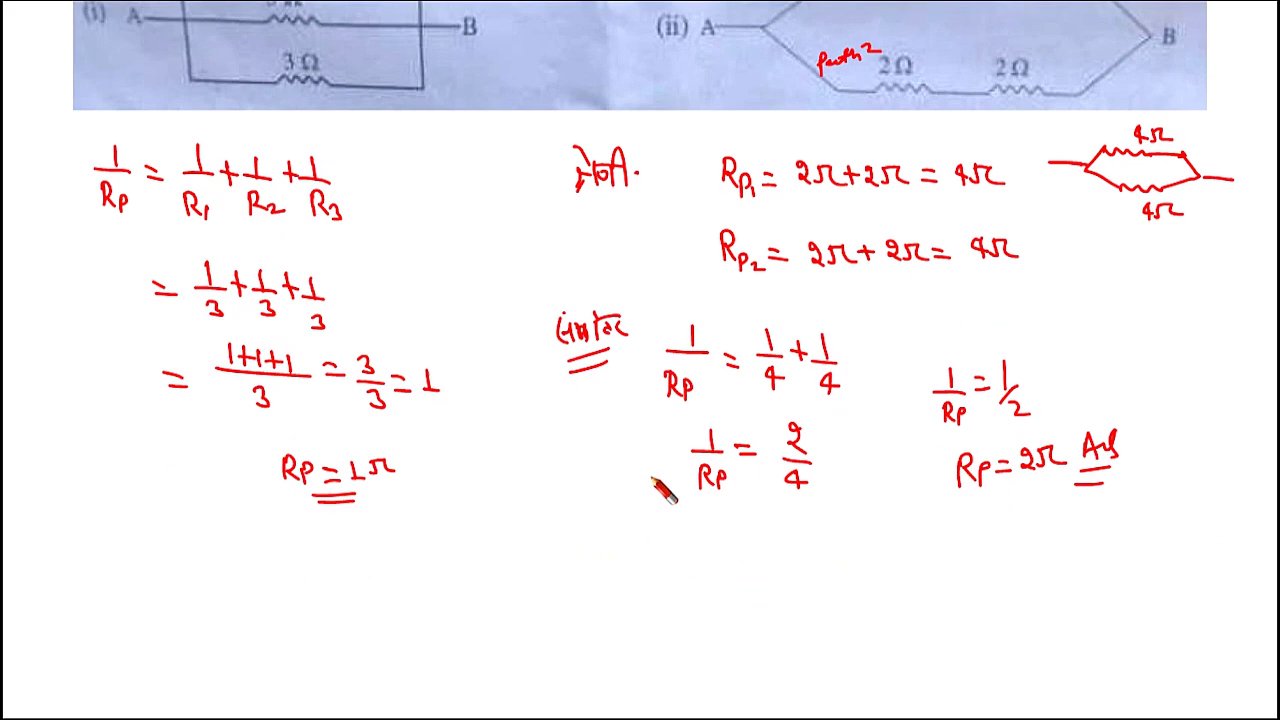 (i) A B
3 Ω
(ii) A B
path 2 2 Ω 2 Ω
1/Rp = 1/R1 + 1/R2 + 1/R3
= 1/3 + 1/3 + 1/3
= 1+1+1/3 = 3/3 = 1
Rp = 1Ω
Rp1 = 2Ω + 2Ω = 4Ω
4Ω
4Ω
Rp2 = 2Ω + 2Ω = 4Ω
1/Rp = 1/4 + 1/4
1/Rp = 2/4
1/Rp = 1/2
Rp = 2Ω Ans